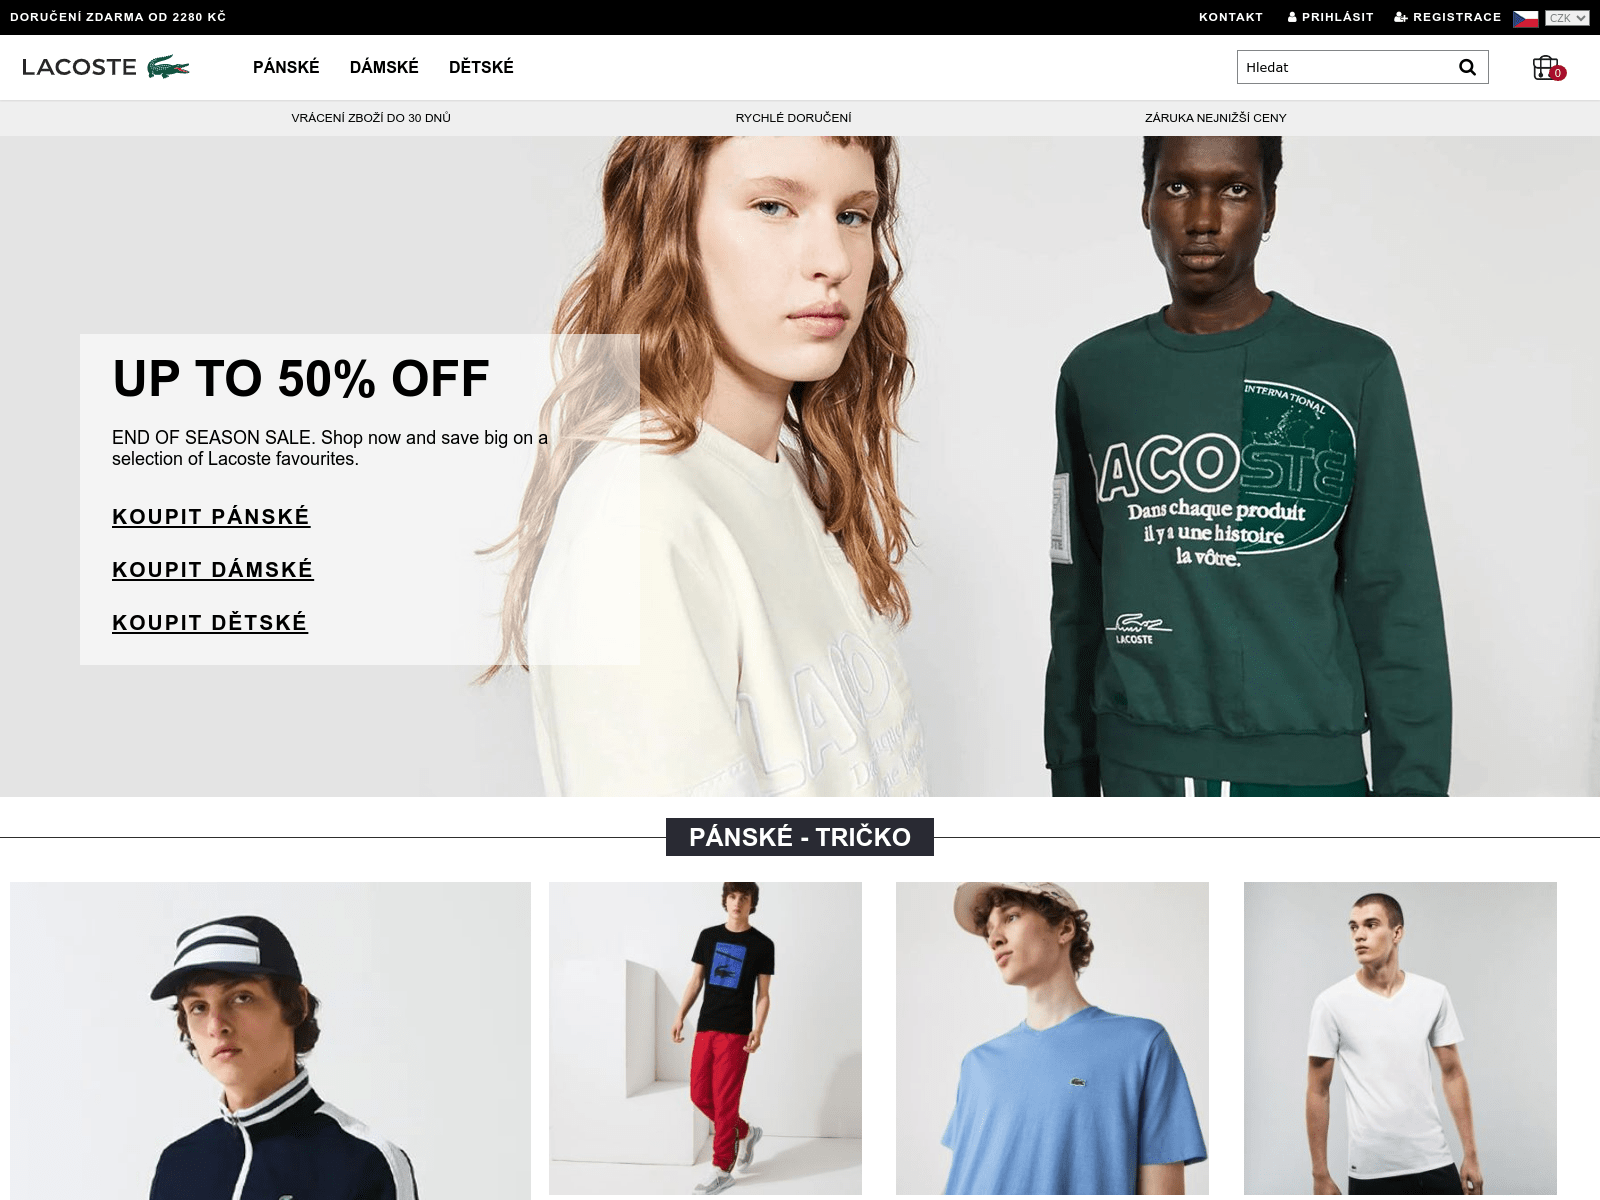 DORUČENÍ ZDARMA OD 2280 KČ
KONTAKT
PRIHLÁSIT
REGISTRACE
CZK
LACOSTE
PÁNSKÉ
DÁMSKÉ
DĚTSKÉ
Hledat
0
VRÁCENÍ ZBOŽÍ DO 30 DNŮ
RYCHLÉ DORUČENÍ
ZÁRUKA NEJNIŽŠÍ CENY
UP TO 50% OFF
END OF SEASON SALE. Shop now and save big on a
selection of Lacoste favourites.
KOUPIT PÁNSKÉ
KOUPIT DÁMSKÉ
KOUPIT DĚTSKÉ
INTERNATIONAL
LACOSTE
Dans chaque produit
il y a une histoire
la vôtre.
LACOSTE
PÁNSKÉ - TRIČKO